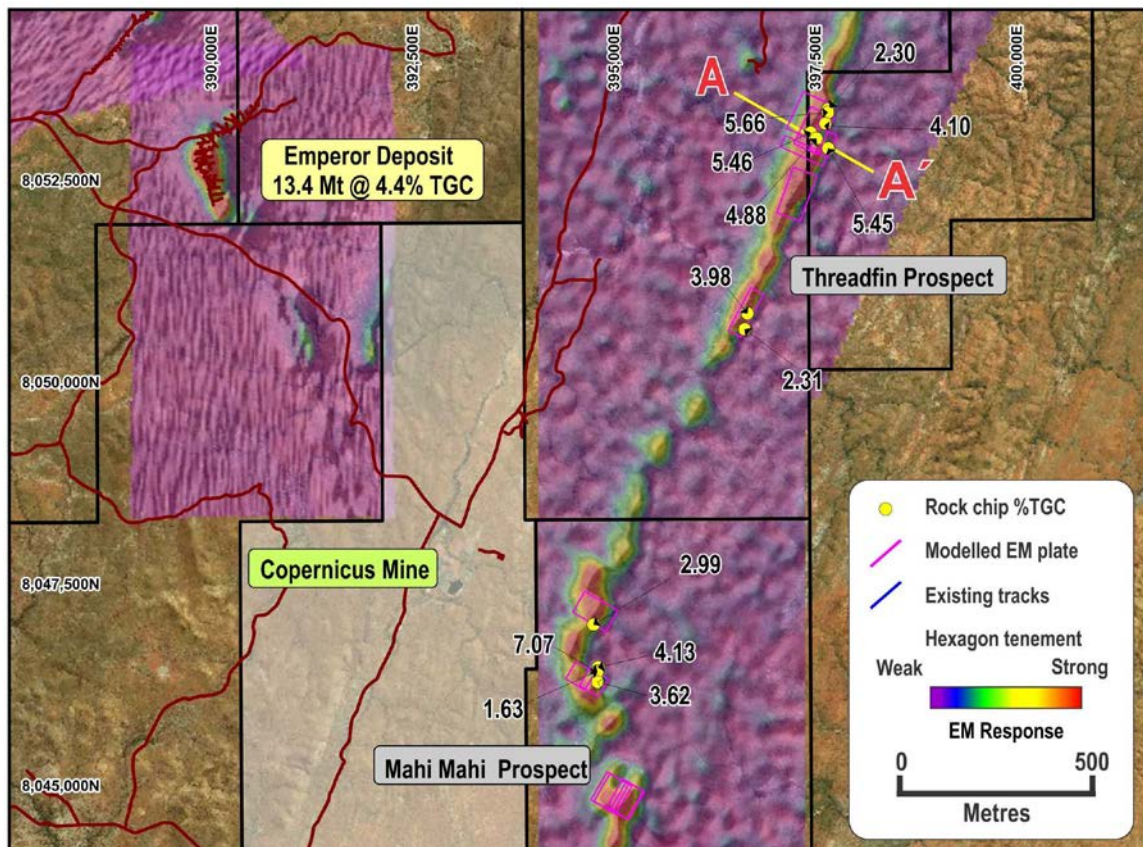 390,000E
392,500E
395,000E
397,500E
400,000E
2.30
A
5.66
4.10
5.46
A´
8,052,500N
Emperor Deposit
13.4 Mt @ 4.4% TGC
4.88
5.45
3.98
Threadfin Prospect
2.31
8,050,000N
Rock chip %TGC
Modelled EM plate
Existing tracks
Hexagon tenement
Weak
Strong
EM Response
0
500
Metres
Copernicus Mine
8,047,500N
2.99
7.07
4.13
1.63
3.62
Mahi Mahi Prospect
8,045,000N